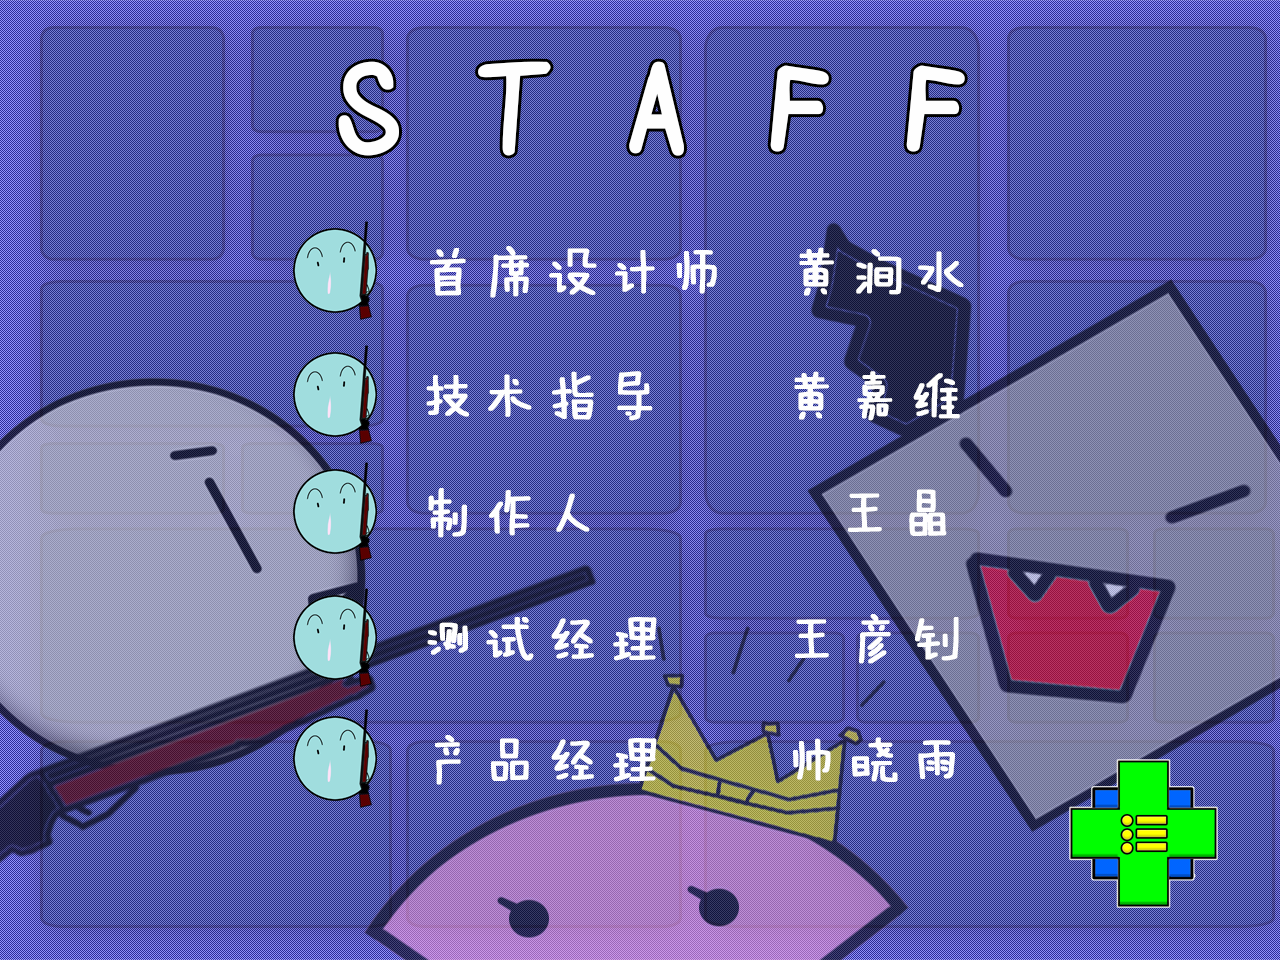 STAFF
首席设计师 黄涧水
技术指导 黄嘉维
制作人 王晶
测试经理 王彦钊
产品经理 帅晓雨